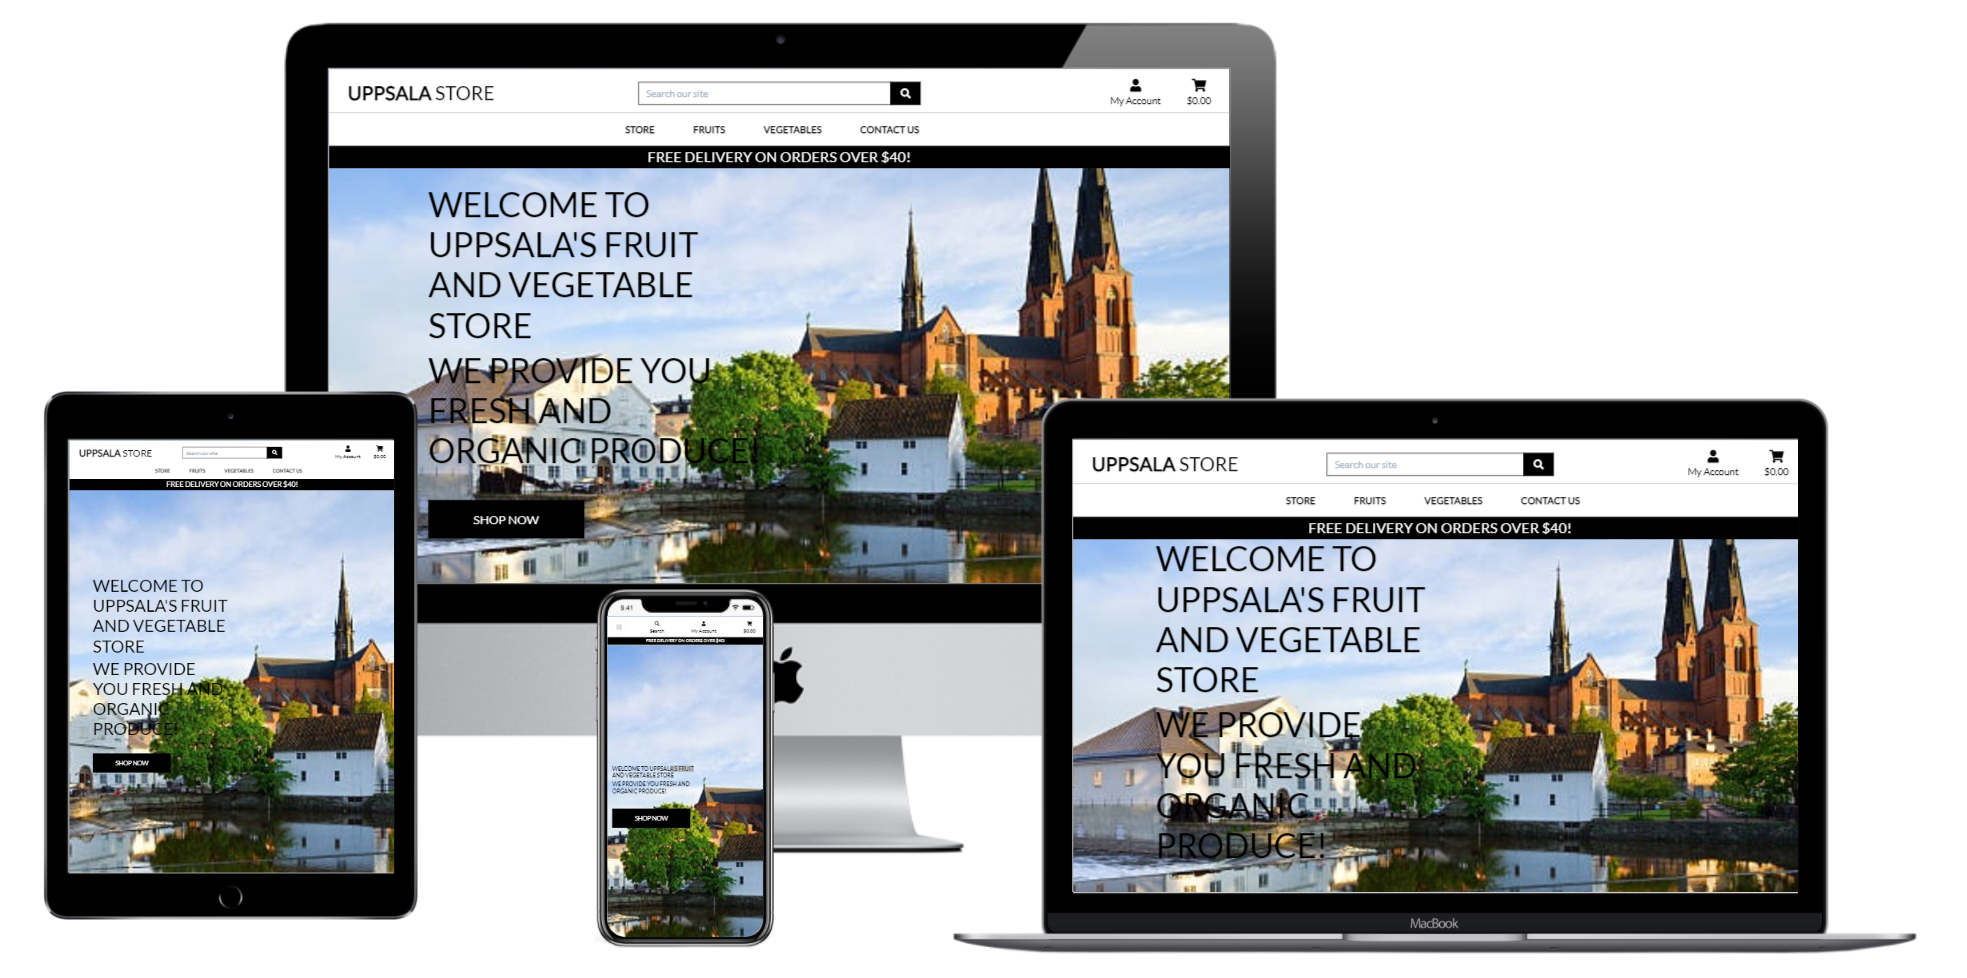 UPPSALA STORE
Search our site
My Account
$0.00
STORE FRUITS VEGETABLES CONTACT US
FREE DELIVERY ON ORDERS OVER $40!
WELCOME TO
UPPSALA'S FRUIT
AND VEGETABLE
STORE
WE PROVIDE YOU
FRESH AND
ORGANIC PRODUCE!
SHOP NOW
UPPSALA STORE
Search our site
My Account
$0.00
STORE FRUITS VEGETABLES CONTACT US
FREE DELIVERY ON ORDERS OVER $40!
WELCOME TO
UPPSALA'S FRUIT
AND VEGETABLE
STORE
WE PROVIDE
YOU FRESH AND
ORGANIC
PRODUCE!
SHOP NOW
9.41
Search
My Account
$0.00
FREE DELIVERY ON ORDERS OVER $40!
WELCOME TO UPPSALA'S FRUIT
AND VEGETABLE STORE
WE PROVIDE YOU FRESH AND
ORGANIC PRODUCE!
SHOP NOW
UPPSALA STORE
Search our site
My Account
$0.00
STORE FRUITS VEGETABLES CONTACT US
FREE DELIVERY ON ORDERS OVER $40!
WELCOME TO
UPPSALA'S FRUIT
AND VEGETABLE
STORE
WE PROVIDE
YOU FRESH AND
ORGANIC
PRODUCE!
MacBook